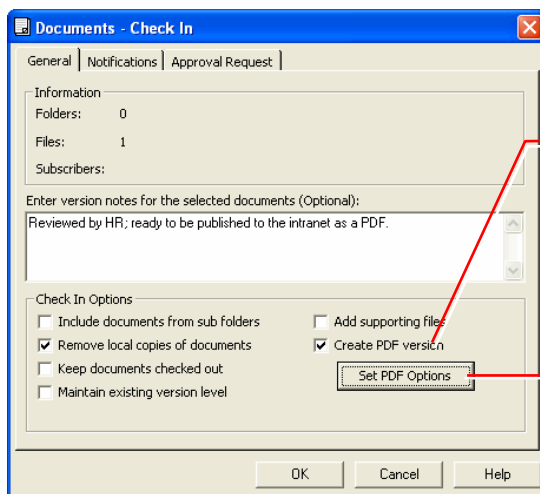 Documents - Check In
General Notifications Approval Request
Information
Folders: 0
Files: 1
Subscribers:
Enter version notes for the selected documents (Optional):
Reviewed by HR; ready to be published to the intranet as a PDF.
Check In Options
Include documents from sub folders
Remove local copies of documents
Keep documents checked out
Maintain existing version level
Add supporting files
Create PDF version
Set PDF Options
OK Cancel Help